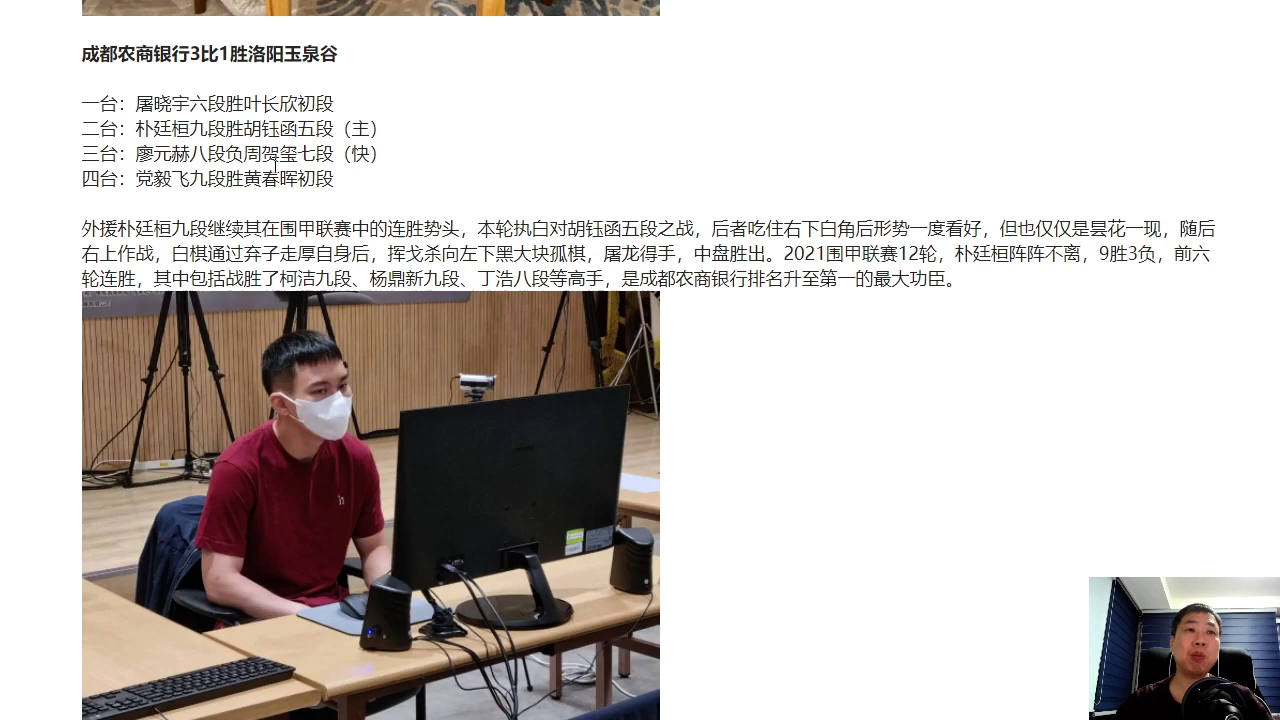 成都农商银行3比1胜洛阳玉泉谷
一台：屠晓宇六段胜叶长欣初段
二台：朴廷桓九段胜胡钰函五段（主）
三台：廖元赫八段负周贺玺七段（快）
四台：党毅飞九段胜黄春晖初段
外援朴廷桓九段继续其在围甲联赛中的连胜势头，本轮执白对胡钰函五段之战，后者吃住右下白角后形势一度看好，但也仅仅是昙花一现，随后
右上作战，白棋通过弃子走厚自身后，挥戈杀向左下黑大块孤棋，屠龙得手，中盘胜出。2021围甲联赛12轮，朴廷桓阵阵不离，9胜3负，前六
轮连胜，其中包括战胜了柯洁九段、杨鼎新九段、丁浩八段等高手，是成都农商银行排名升至第一的最大功臣。